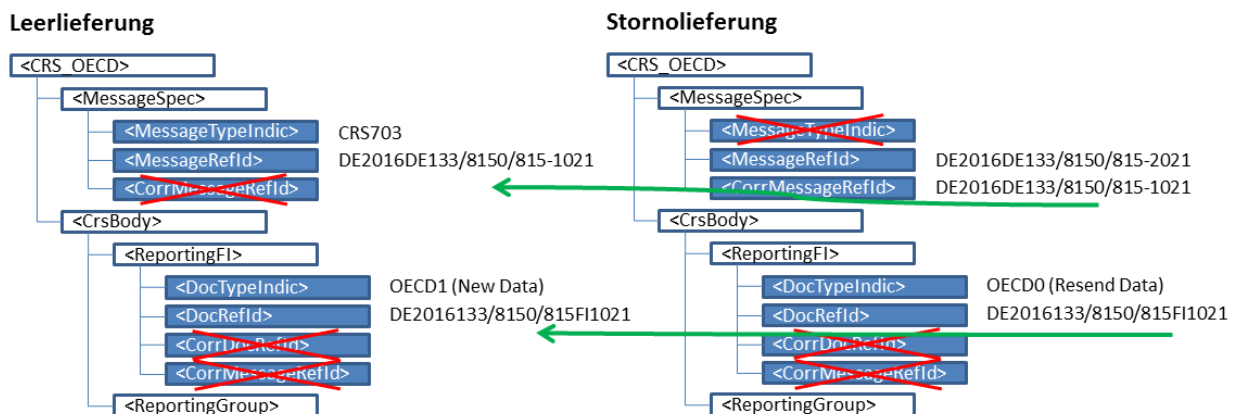 Leerlieferung
<CRS_OECD>
<MessageSpec>
<MessageTypeIndic> CRS703
<MessageRefId> DE2016DE133/8150/815-1021
<CorrMessageRefId>
<CrsBody>
<ReportingFI>
<DocTypeIndic> OECD1 (New Data)
<DocRefId> DE2016133/8150/815FI1021
<CorrDocRefId>
<CorrMessageRefId>
<ReportingGroup>
Stornolieferung
<CRS_OECD>
<MessageSpec>
<MessageTypeIndic>
<MessageRefId> DE2016DE133/8150/815-2021
<CorrMessageRefId> DE2016DE133/8150/815-1021
<CrsBody>
<ReportingFI>
<DocTypeIndic> OECD0 (Resend Data)
<DocRefId> DE2016133/8150/815FI1021
<CorrDocRefId>
<CorrMessageRefId>
<ReportingGroup>